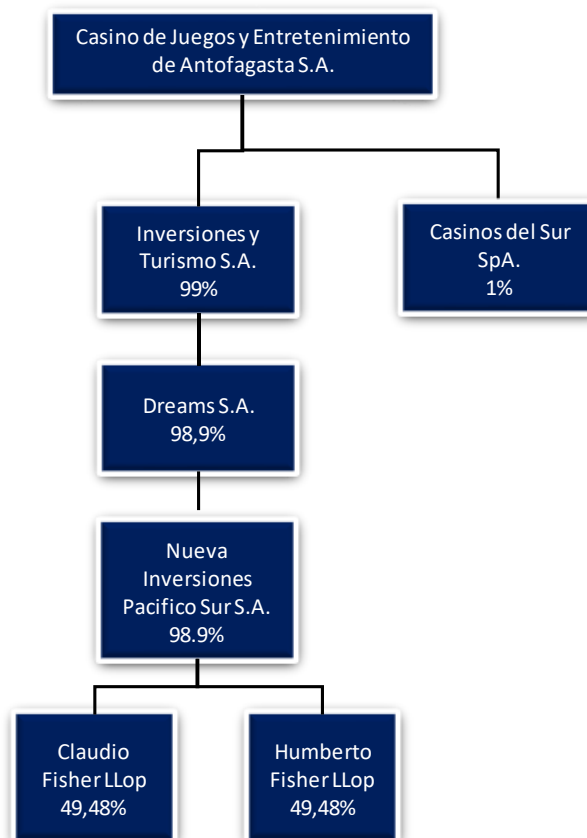 Casino de Juegos y Entretenimiento
de Antofagasta S.A.
Inversiones y
Turismo S.A.
99%
Casinos del Sur
SpA.
1%
Dreams S.A.
98,9%
Nueva
Inversiones
Pacifico Sur S.A.
98.9%
Claudio
Fisher LLop
49,48%
Humberto
Fisher LLop
49,48%